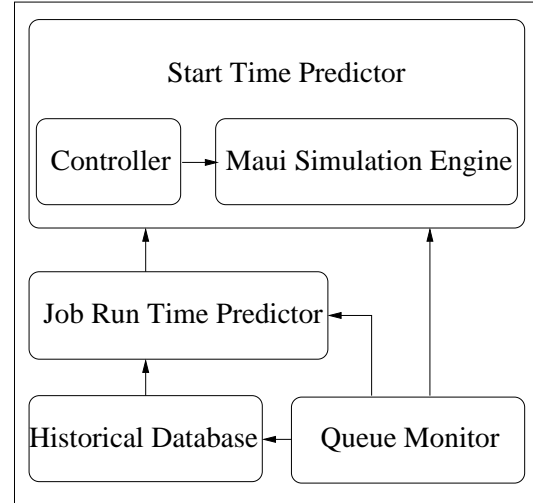 Start Time Predictor
Controller
Maui Simulation Engine
Job Run Time Predictor
Historical Database
Queue Monitor